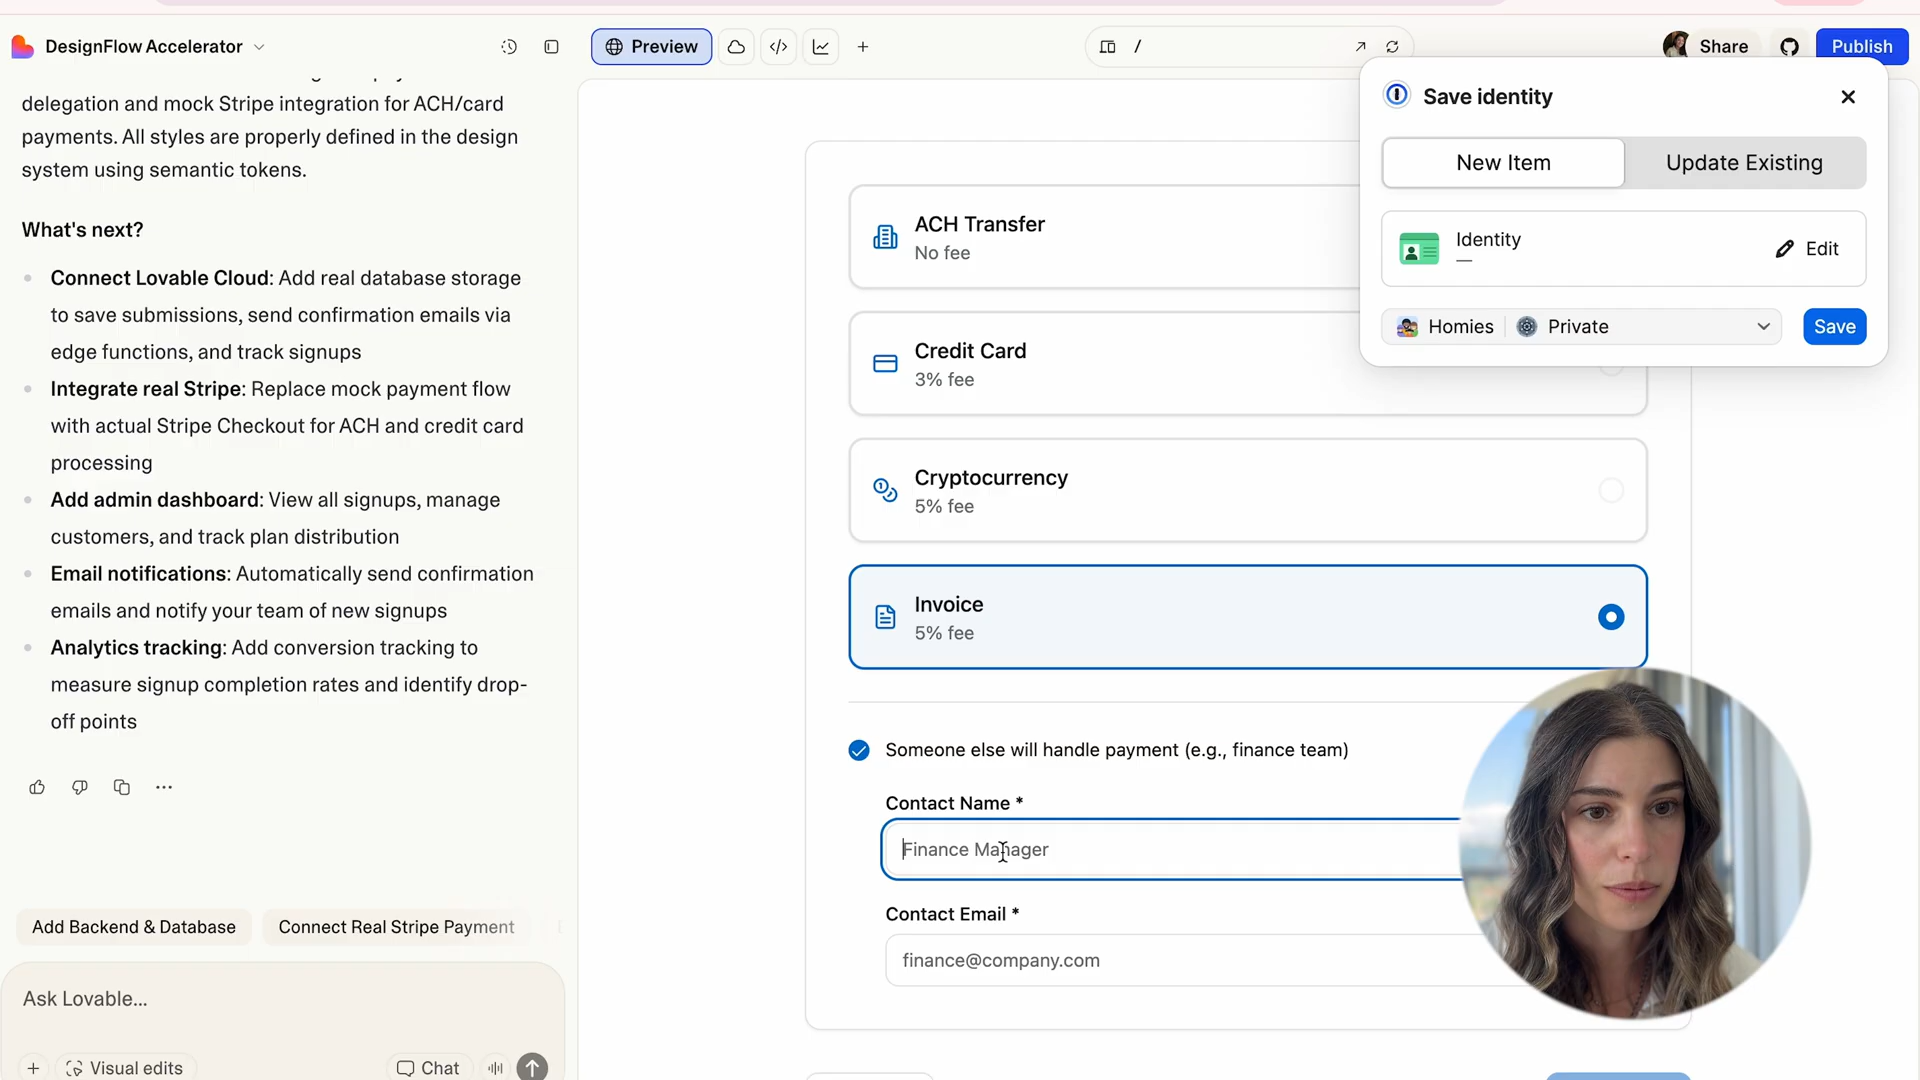 DesignFlow Accelerator
Preview
/
Share
Publish
delegation and mock Stripe integration for ACH/card
payments. All styles are properly defined in the design
system using semantic tokens.
What's next?
Connect Lovable Cloud: Add real database storage
to save submissions, send confirmation emails via
edge functions, and track signups
Integrate real Stripe: Replace mock payment flow
with actual Stripe Checkout for ACH and credit card
processing
Add admin dashboard: View all signups, manage
customers, and track plan distribution
Email notifications: Automatically send confirmation
emails and notify your team of new signups
Analytics tracking: Add conversion tracking to
measure signup completion rates and identify drop-
off points
Add Backend & Database
Connect Real Stripe Payment
Ask Lovable...
Visual edits
Chat
ACH Transfer
No fee
Credit Card
3% fee
Cryptocurrency
5% fee
Invoice
5% fee
Someone else will handle payment (e.g., finance team)
Contact Name *
Finance Manager
Contact Email *
finance@company.com
Save identity
New Item
Update Existing
Identity
—
Edit
Homies
Private
Save